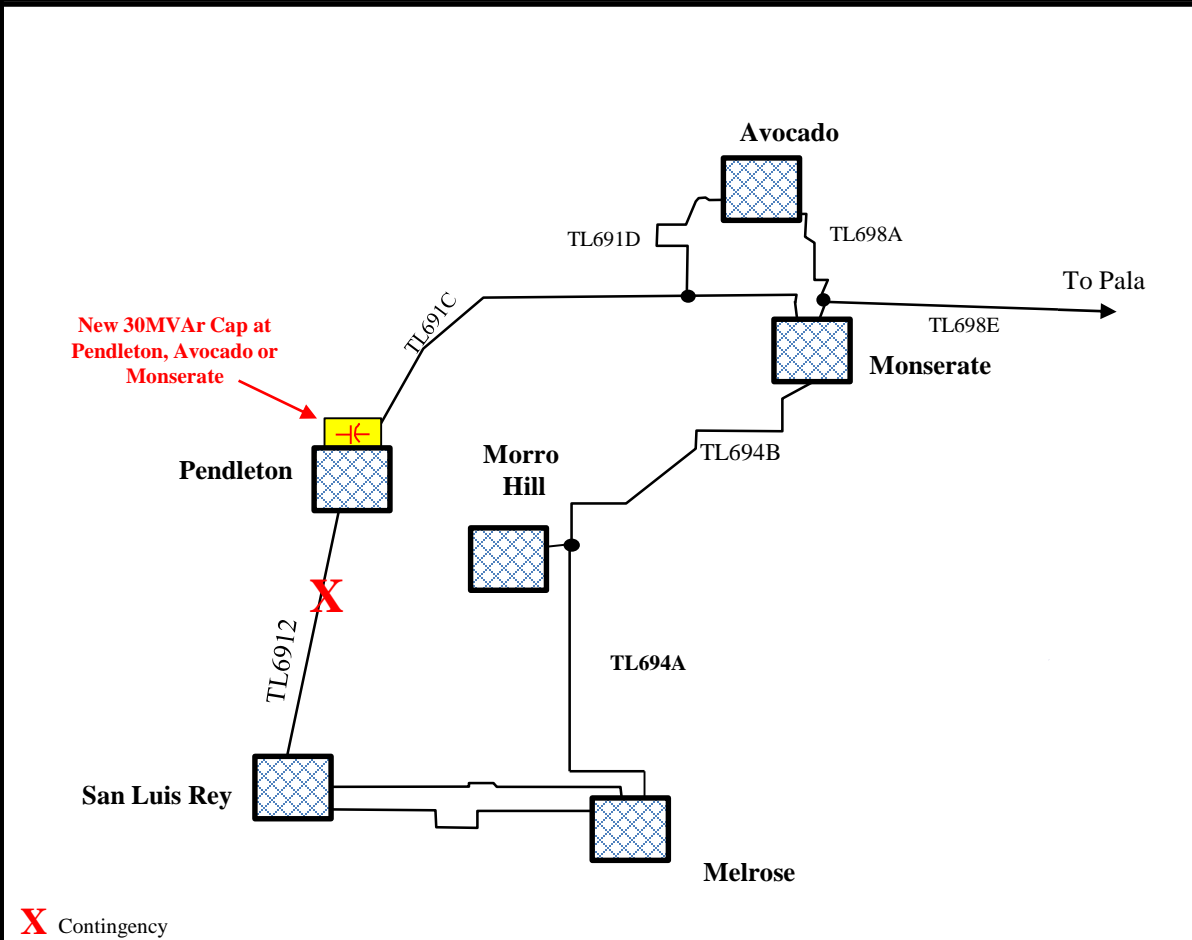 Avocado
TL691D
TL698A
To Pala
TL691C
TL698E
New 30MVAr Cap at
Pendleton, Avocado or
Monserate
Monserate
TL694B
Morro
Hill
Pendleton
TL6912
X
TL694A
San Luis Rey
Melrose
X Contingency